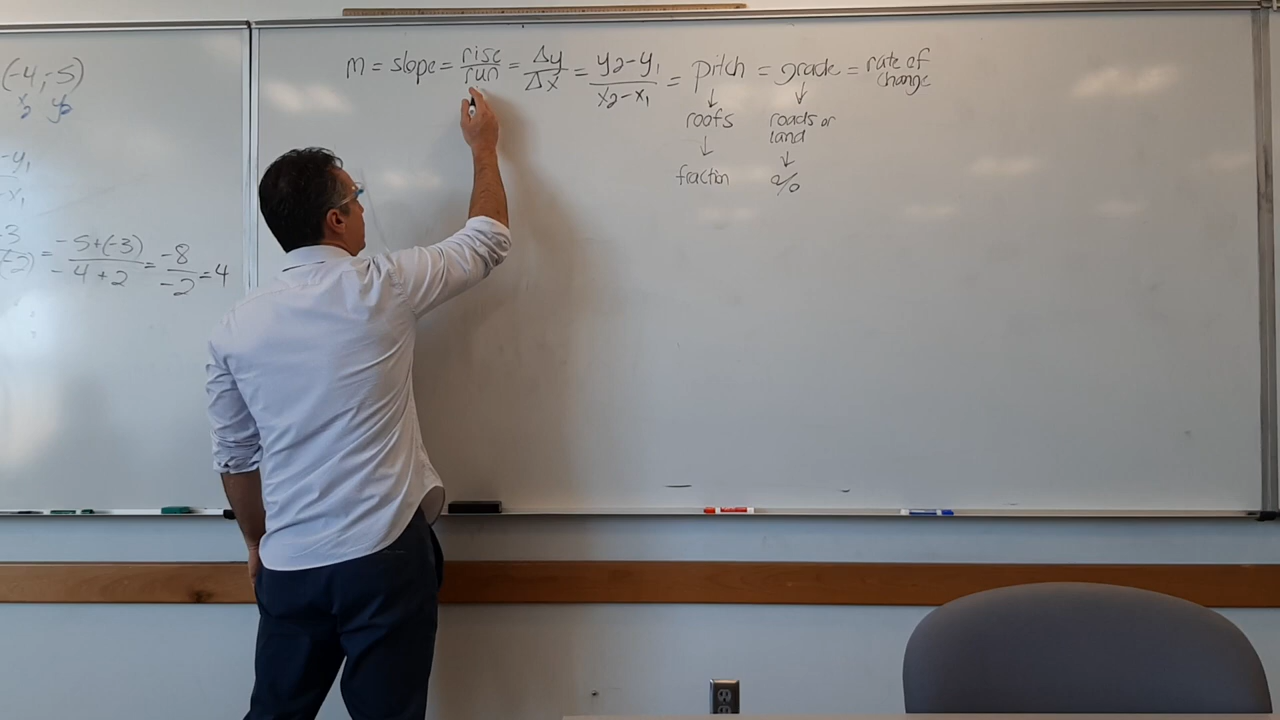 (-4,-5)
x2 y2
-y1
-x1
-3
(-2)
= -5+(-3) / -4+2 = -8 / -2 = 4
m = slope = rise / run = Δy / Δx = y2-y1 / x2-x1 = pitch = grade = rate of change
↓ ↓
roofs roads or land
↓ ↓
fraction %